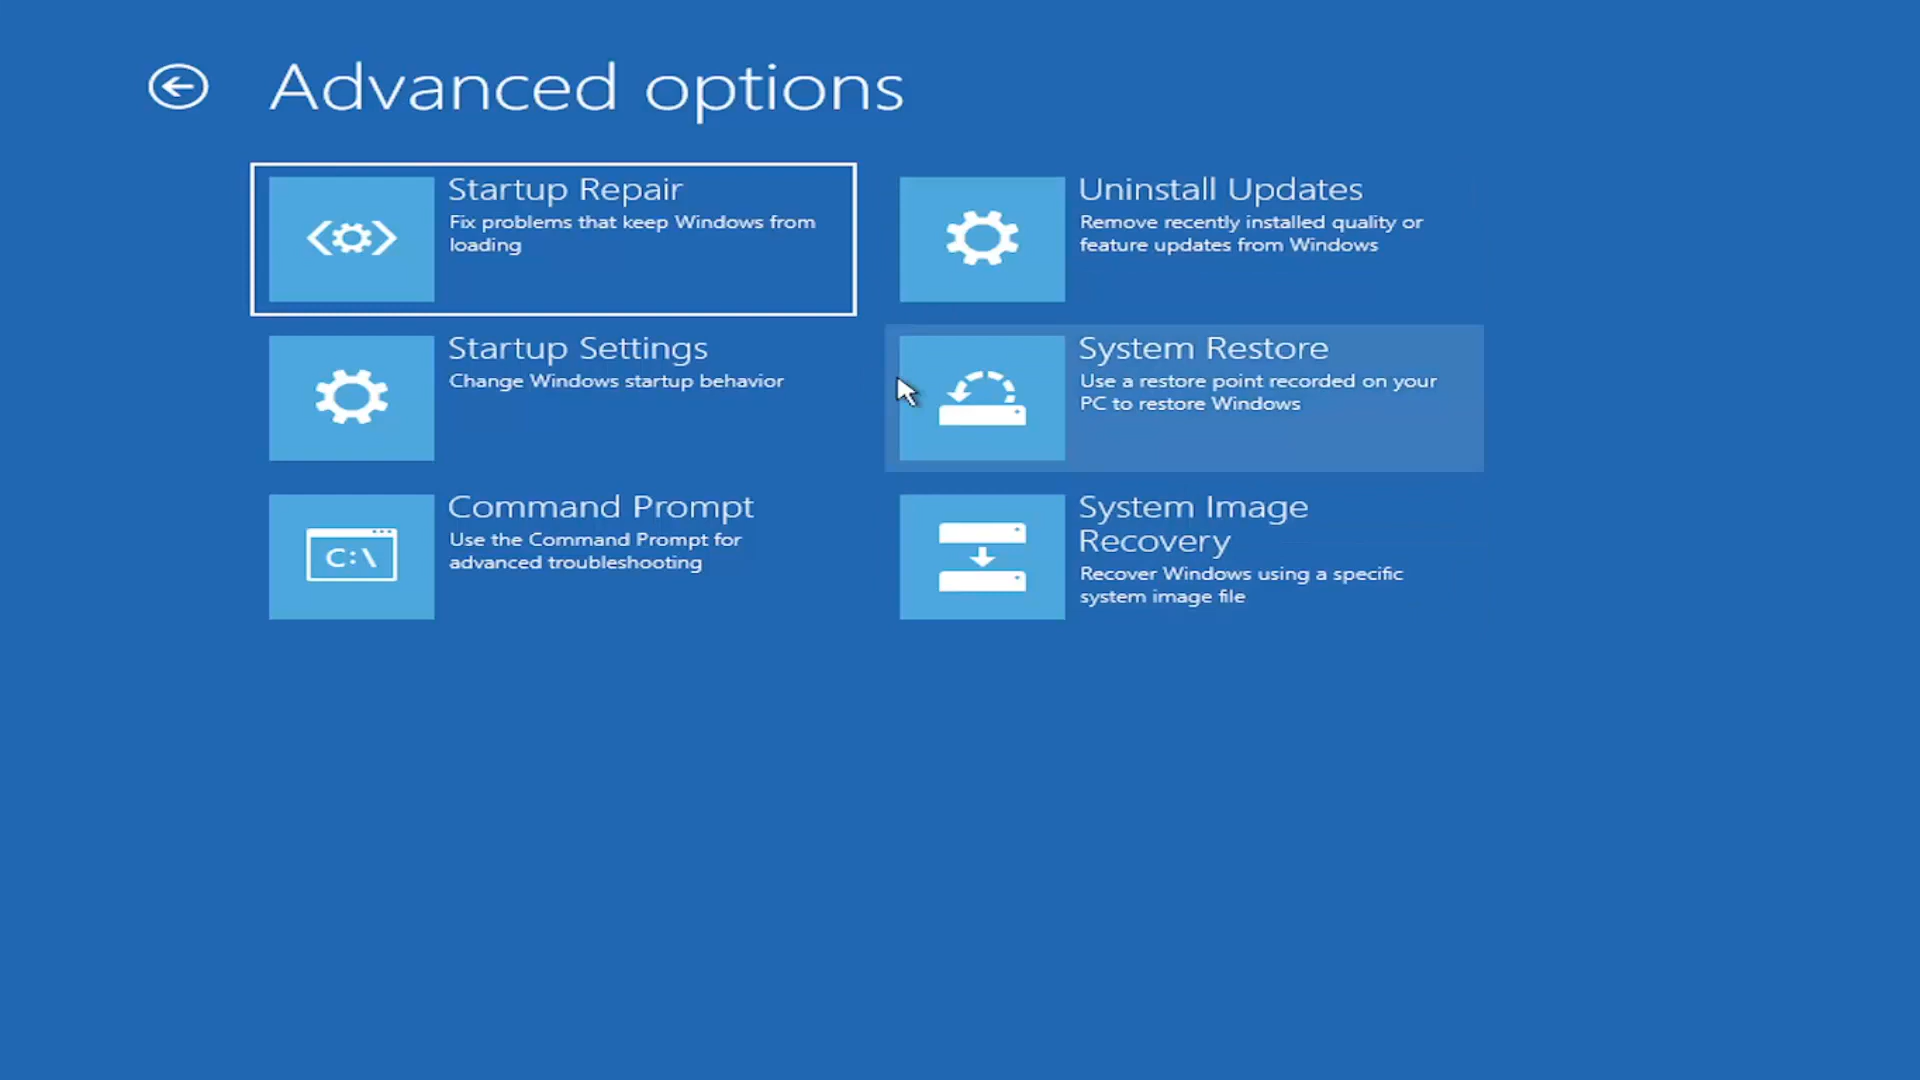 Advanced options
Startup Repair
Fix problems that keep Windows from
loading
Uninstall Updates
Remove recently installed quality or
feature updates from Windows
Startup Settings
Change Windows startup behavior
System Restore
Use a restore point recorded on your
PC to restore Windows
C:\
Command Prompt
Use the Command Prompt for
advanced troubleshooting
System Image
Recovery
Recover Windows using a specific
system image file